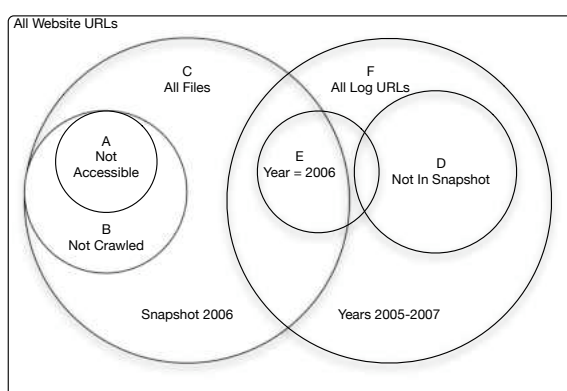 All Website URLs
C
All Files
F
All Log URLs
A
Not
Accessible
E
Year = 2006
D
Not In Snapshot
B
Not Crawled
Snapshot 2006
Years 2005-2007